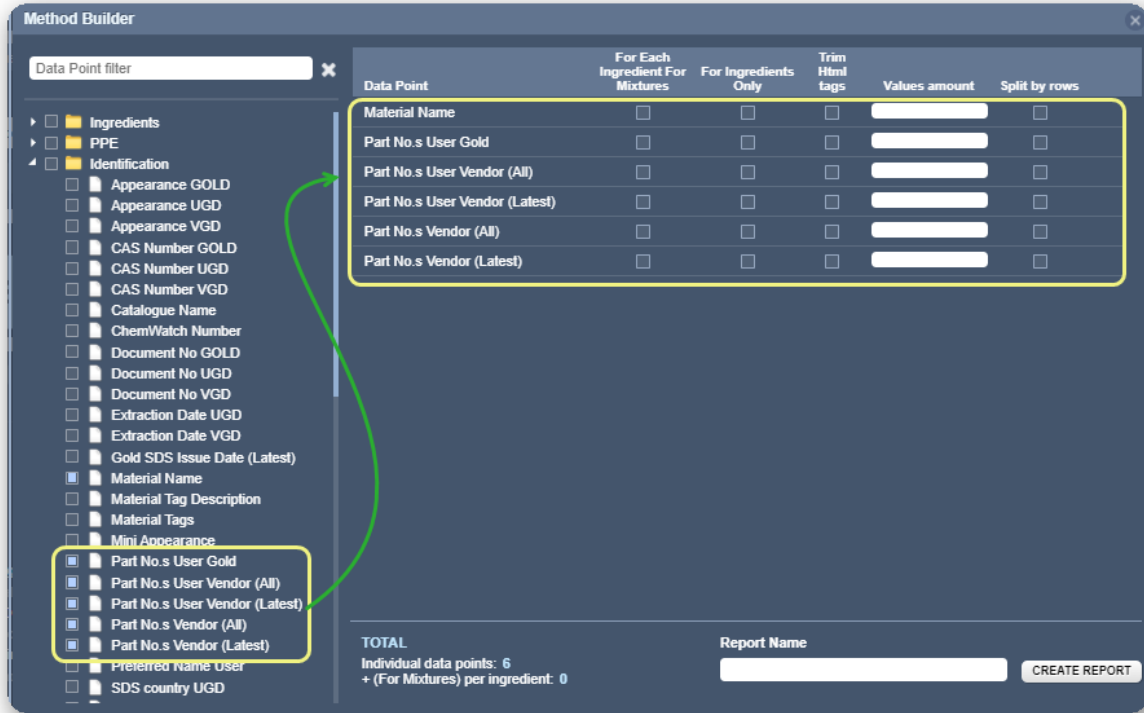 Method Builder
Data Point filter
Ingredients
PPE
Identification
Appearance GOLD
Appearance UGD
Appearance VGD
CAS Number GOLD
CAS Number UGD
CAS Number VGD
Catalogue Name
ChemWatch Number
Document No GOLD
Document No UGD
Document No VGD
Extraction Date UGD
Extraction Date VGD
Gold SDS Issue Date (Latest)
Material Name
Material Tag Description
Material Tags
Mini Appearance
Part No.s User Gold
Part No.s User Vendor (All)
Part No.s User Vendor (Latest)
Part No.s Vendor (All)
Part No.s Vendor (Latest)
Preferred Name User
SDS country UGD
Data Point
For Each
Ingredient For
Mixtures
For Ingredients
Only
Trim
Html
tags
Values amount
Split by rows
Material Name
Part No.s User Gold
Part No.s User Vendor (All)
Part No.s User Vendor (Latest)
Part No.s Vendor (All)
Part No.s Vendor (Latest)
TOTAL
Individual data points: 6
+ (For Mixtures) per ingredient: 0
Report Name
CREATE REPORT